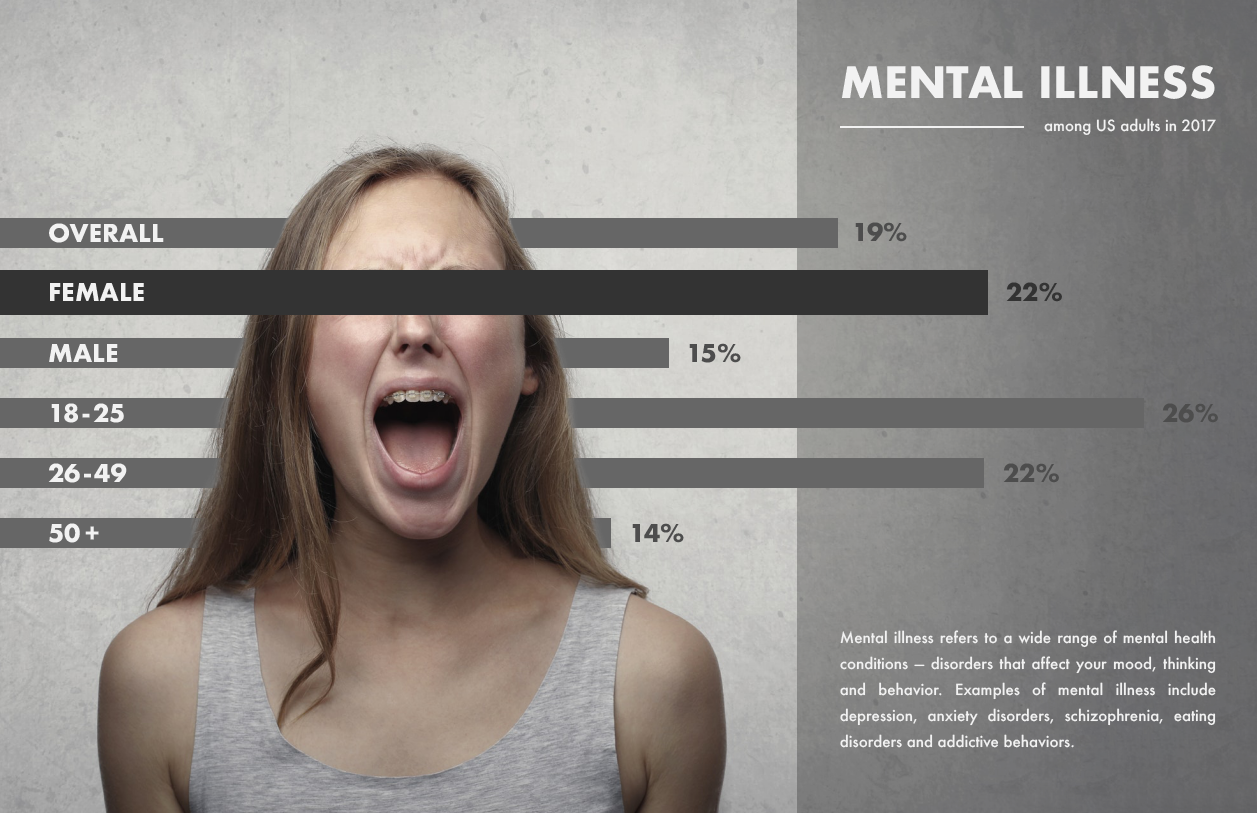 MENTAL ILLNESS
among US adults in 2017
OVERALL 19%
FEMALE 22%
MALE 15%
18-25 26%
26-49 22%
50+ 14%
Mental illness refers to a wide range of mental health
conditions – disorders that affect your mood, thinking
and behavior. Examples of mental illness include
depression, anxiety disorders, schizophrenia, eating
disorders and addictive behaviors.